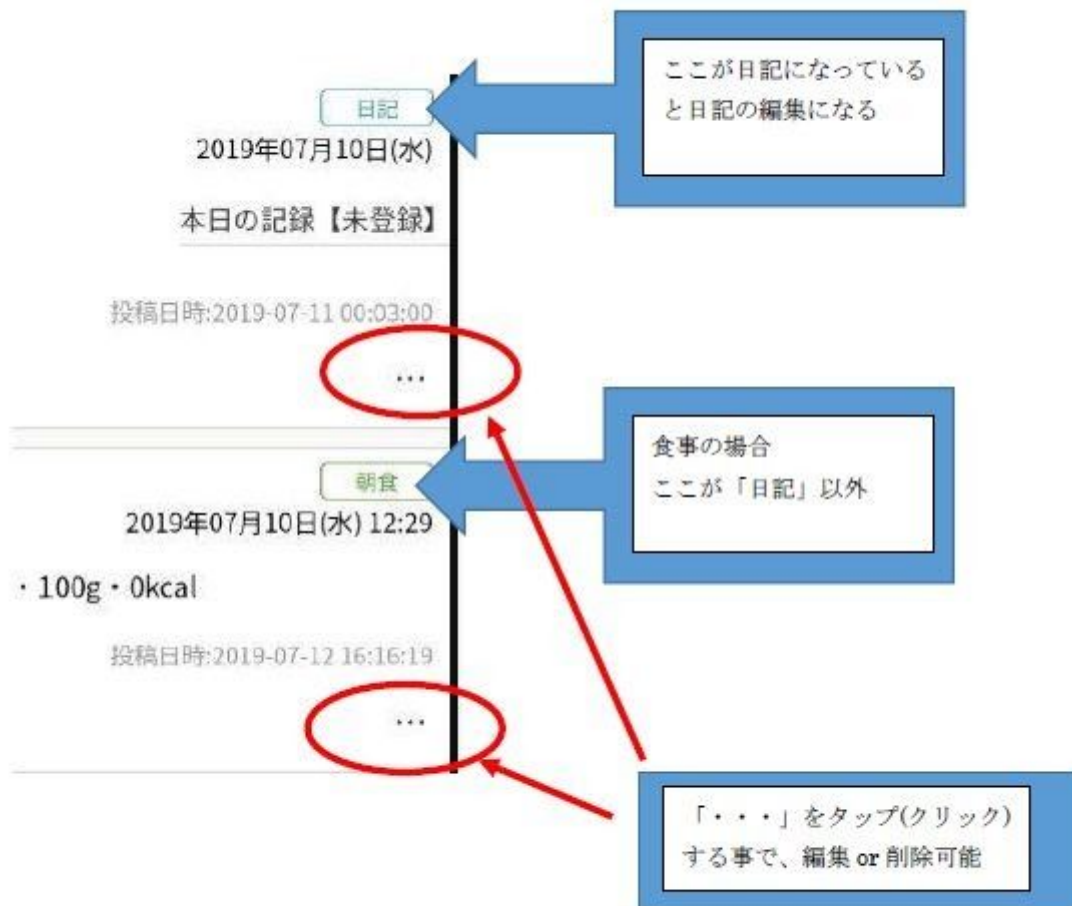 ここが日記になっている
と日記の編集になる
日記
2019年07月10日(水)
本日の記録【未登録】
投稿日時:2019-07-11 00:03:00
…
食事の場合
ここが「日記」以外
朝食
2019年07月10日(水) 12:29
・100g・0kcal
投稿日時:2019-07-12 16:16:19
…
「・・・」をタップ(クリック)
する事で、編集 or 削除可能